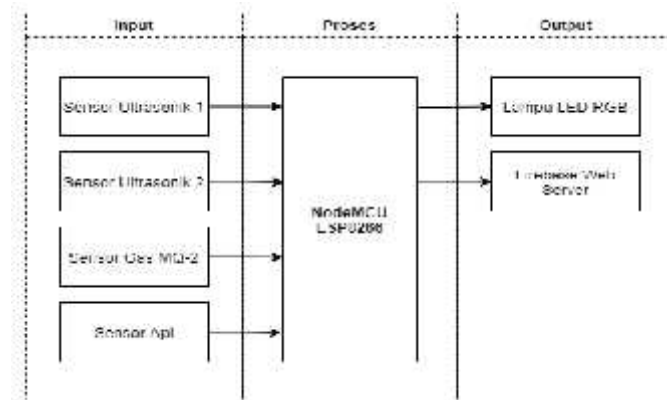 Input
Proses
Output
Sensor Ultrasonik 1
Lampu LED RGB
Sensor Ultrasonik 2
Firebase Web
Server
NodeMCU
ESP8266
Sensor Gas MQ-2
Sensor Api